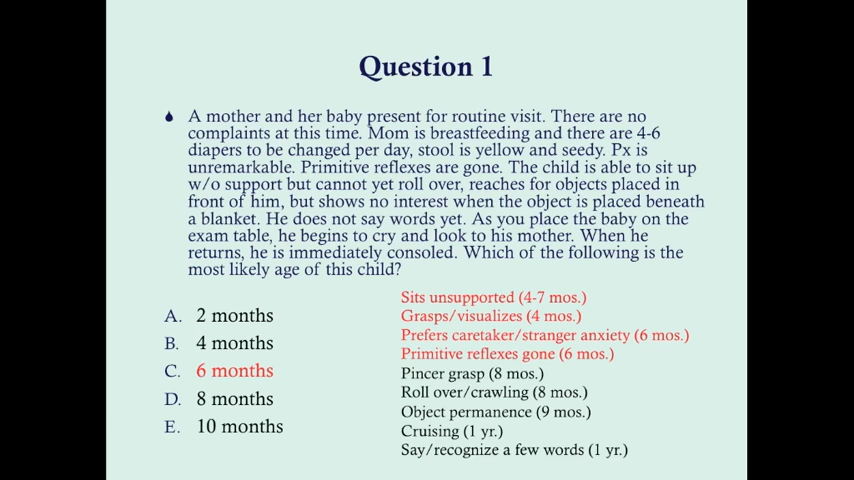 Question 1
A mother and her baby present for routine visit. There are no
complaints at this time. Mom is breastfeeding and there are 4-6
diapers to be changed per day, stool is yellow and seedy. Px is
unremarkable. Primitive reflexes are gone. The child is able to sit up
w/o support but cannot yet roll over, reaches for objects placed in
front of him, but shows no interest when the object is placed beneath
a blanket. He does not say words yet. As you place the baby on the
exam table, he begins to cry and look to his mother. When he
returns, he is immediately consoled. Which of the following is the
most likely age of this child?
A. 2 months
B. 4 months
C. 6 months
D. 8 months
E. 10 months
Sits unsupported (4-7 mos.)
Grasps/visualizes (4 mos.)
Prefers caretaker/stranger anxiety (6 mos.)
Primitive reflexes gone (6 mos.)
Pincer grasp (8 mos.)
Roll over/crawling (8 mos.)
Object permanence (9 mos.)
Cruising (1 yr.)
Say/recognize a few words (1 yr.)